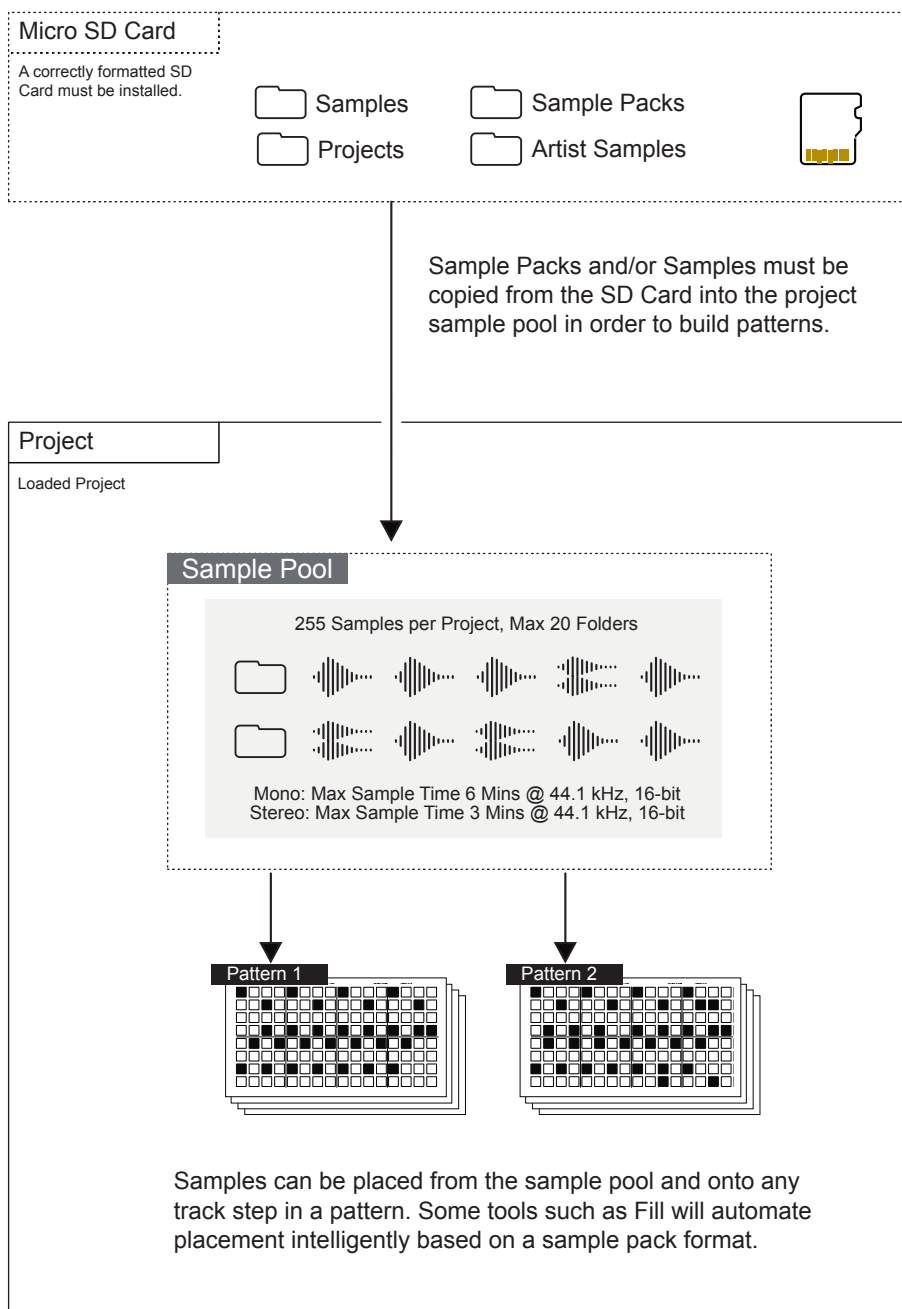 Micro SD Card
A correctly formatted SD
Card must be installed.
Samples
Sample Packs
Projects
Artist Samples
Sample Packs and/or Samples must be
copied from the SD Card into the project
sample pool in order to build patterns.
Project
Loaded Project
Sample Pool
255 Samples per Project, Max 20 Folders
Mono: Max Sample Time 6 Mins @ 44.1 kHz, 16-bit
Stereo: Max Sample Time 3 Mins @ 44.1 kHz, 16-bit
Pattern 1
Pattern 2
Samples can be placed from the sample pool and onto any
track step in a pattern. Some tools such as Fill will automate
placement intelligently based on a sample pack format.